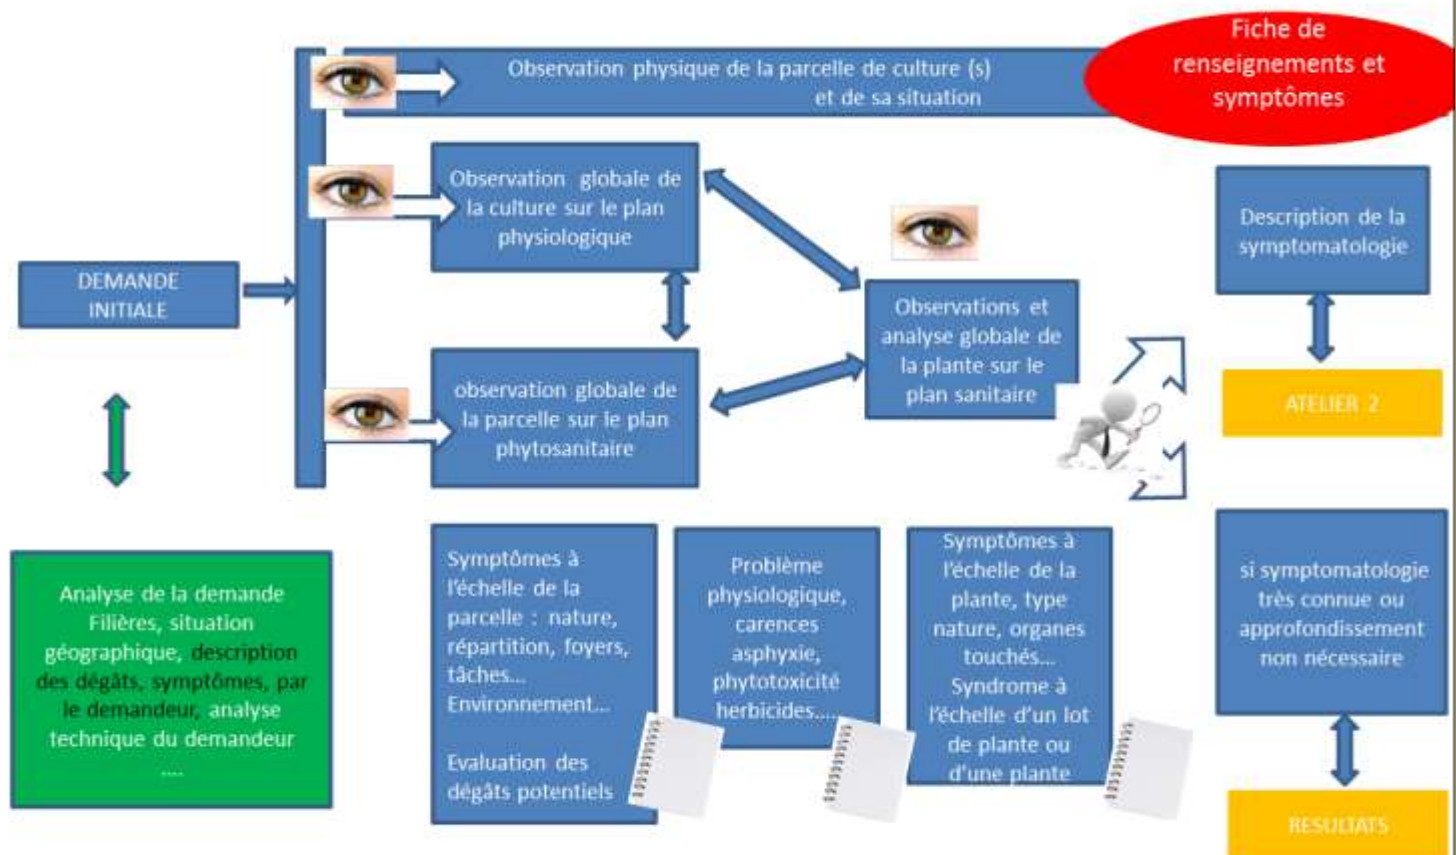 Fiche de
renseignements et
symptômes
Observation physique de la parcelle de culture (s)
et de sa situation
Observation globale de
la culture sur le plan
physiologique
Description de la
symptomatologie
DEMANDE
INITIALE
Observations et
analyse globale de
la plante sur le
plan sanitaire
observation globale de
la parcelle sur le plan
phytosanitaire
ATELIER 2
Analyse de la demande
Filières, situation
géographique, description
des dégâts, symptômes, par
le demandeur, analyse
technique du demandeur
....
Symptômes à
l'échelle de la
parcelle : nature,
répartition, foyers,
tâches...
Environnement...
Evaluation des
dégâts potentiels
Problème
physiologique,
carences
asphyxie,
phytotoxicité
herbicides....
Symptômes à
l'échelle de la
plante, type
nature, organes
touchés...
Syndrome à
l'échelle d'un lot
de plante ou
d'une plante
si symptomatologie
très connue ou
approfondissement
non nécessaire
RESULTATS